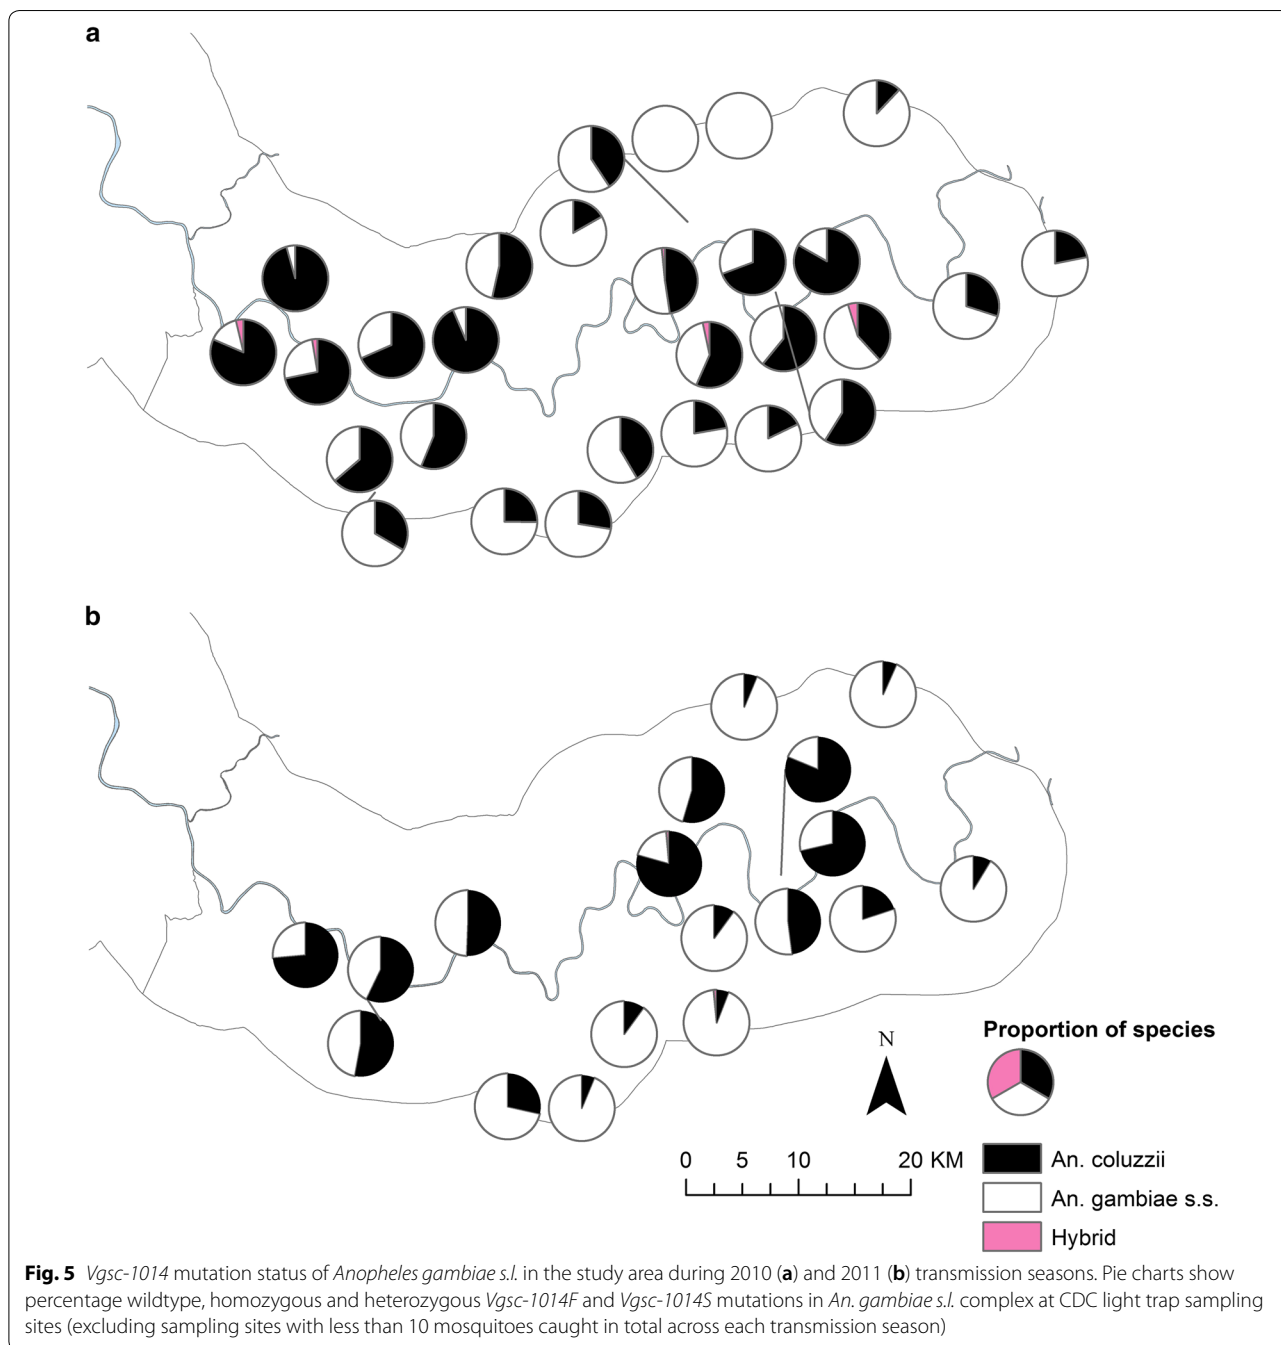 a
b
N
Proportion of species
0 5 10 20 KM
An. coluzzii
An. gambiae s.s.
Hybrid
Fig. 5 Vgsc-1014 mutation status of Anopheles gambiae s.l. in the study area during 2010 (a) and 2011 (b) transmission seasons. Pie charts show
percentage wildtype, homozygous and heterozygous Vgsc-1014F and Vgsc-1014S mutations in An. gambiae s.l. complex at CDC light trap sampling
sites (excluding sampling sites with less than 10 mosquitoes caught in total across each transmission season)